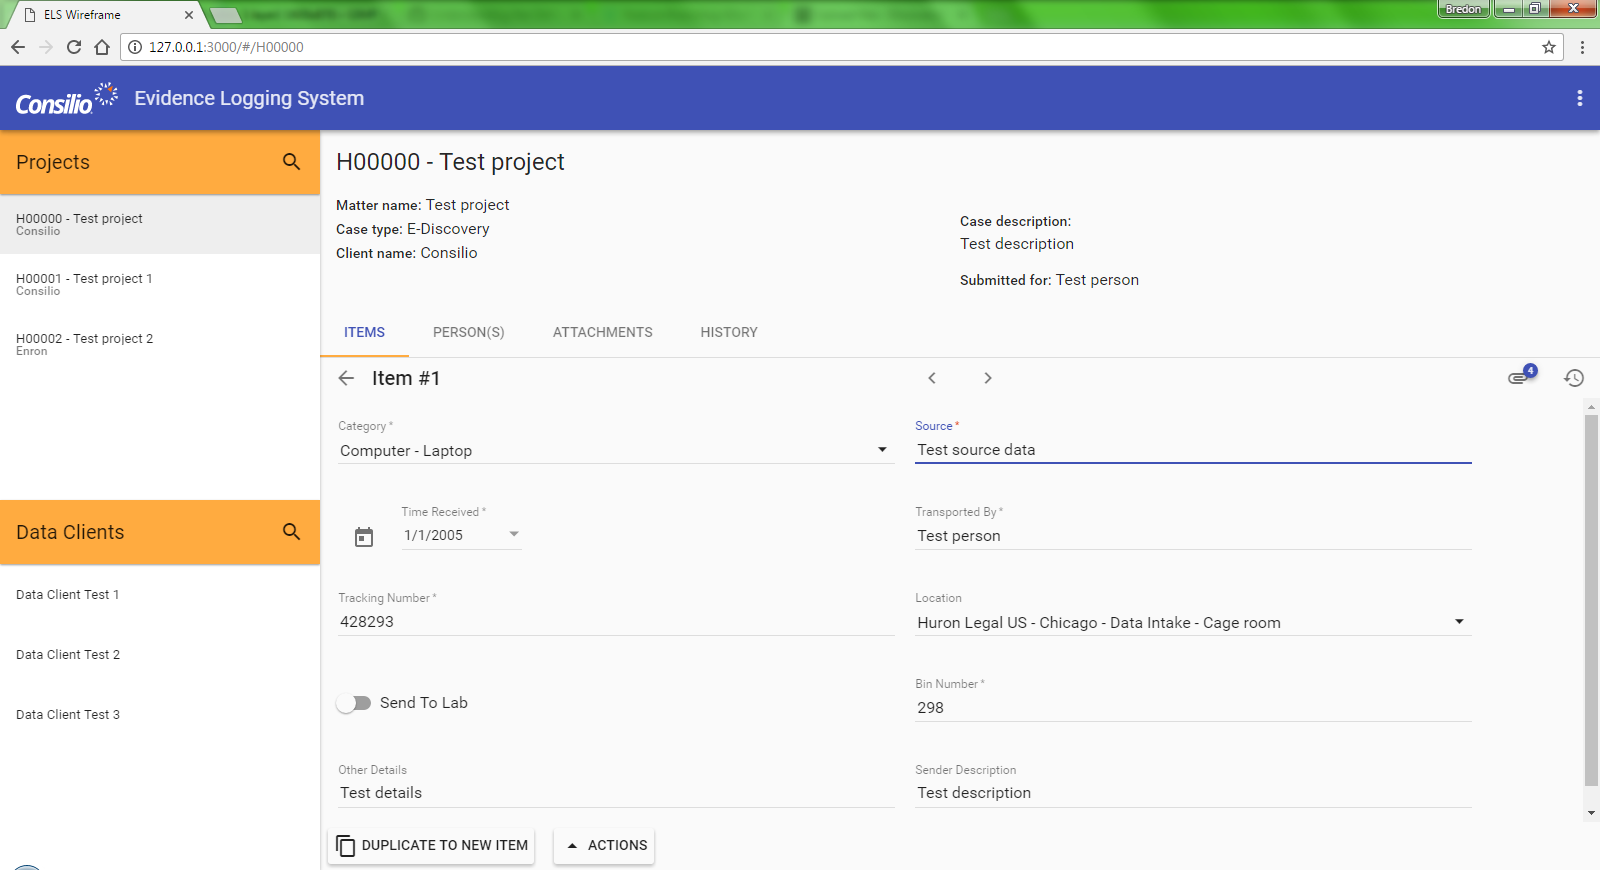 ELS Wireframe
Bredon
127.0.0.1:3000/#/H00000
Consilio Evidence Logging System
Projects
H00000 - Test project
Consilio
H00001 - Test project 1
Consilio
H00002 - Test project 2
Enron
Data Clients
Data Client Test 1
Data Client Test 2
Data Client Test 3
H00000 - Test project
Matter name: Test project
Case type: E-Discovery
Client name: Consilio
Case description:
Test description
Submitted for: Test person
ITEMS PERSON(S) ATTACHMENTS HISTORY
Item #1
4
Category *
Computer - Laptop
Source *
Test source data
Time Received *
1/1/2005
Transported By *
Test person
Tracking Number *
428293
Location
Huron Legal US - Chicago - Data Intake - Cage room
Send To Lab
Bin Number *
298
Other Details
Test details
Sender Description
Test description
DUPLICATE TO NEW ITEM
ACTIONS